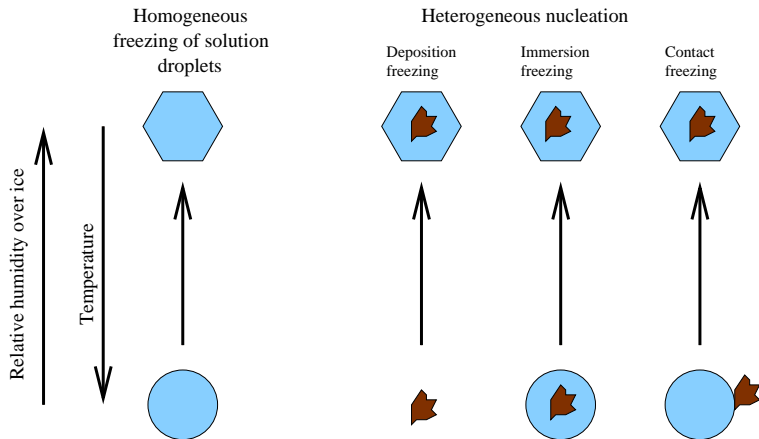 Homogeneous
freezing of solution
droplets
Heterogeneous nucleation
Deposition
freezing
Immersion
freezing
Contact
freezing
Relative humidity over ice
Temperature